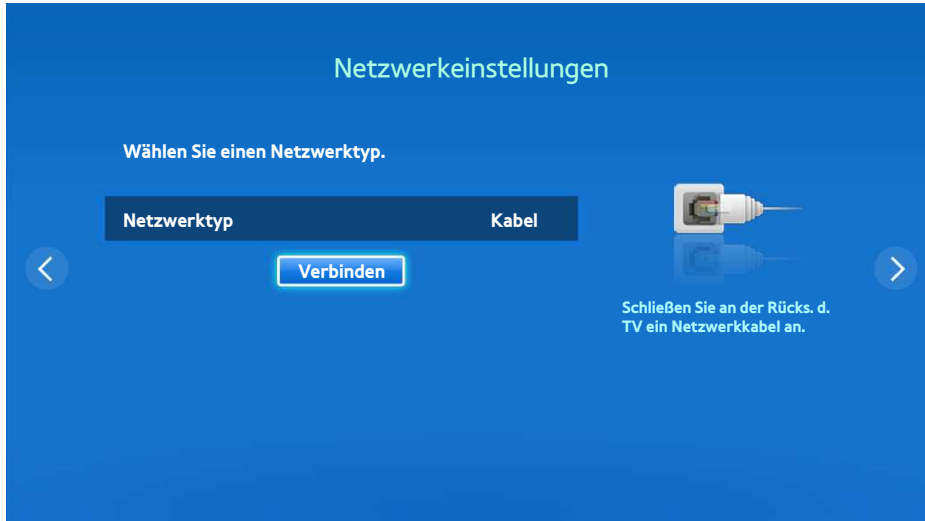 Netzwerkeinstellungen
Wählen Sie einen Netzwerktyp.
Netzwerktyp Kabel
Verbinden
Schließen Sie an der Rücks. d.
TV ein Netzwerkkabel an.